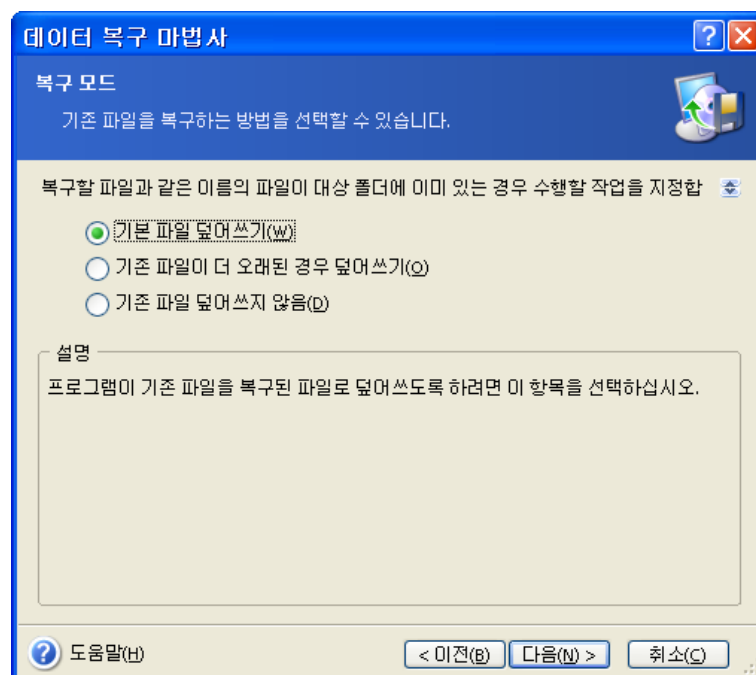 데이터 복구 마법사
복구 모드
기존 파일을 복구하는 방법을 선택할 수 있습니다.
복구할 파일과 같은 이름의 파일이 대상 폴더에 이미 있는 경우 수행할 작업을 지정합
기본 파일 덮어쓰기(W)
기존 파일이 더 오래된 경우 덮어쓰기(O)
기존 파일 덮어쓰지 않음(D)
설명
프로그램이 기존 파일을 복구된 파일로 덮어쓰도록 하려면 이 항목을 선택하십시오.
도움말(H) < 이전(B) 다음(N) > 취소(C)